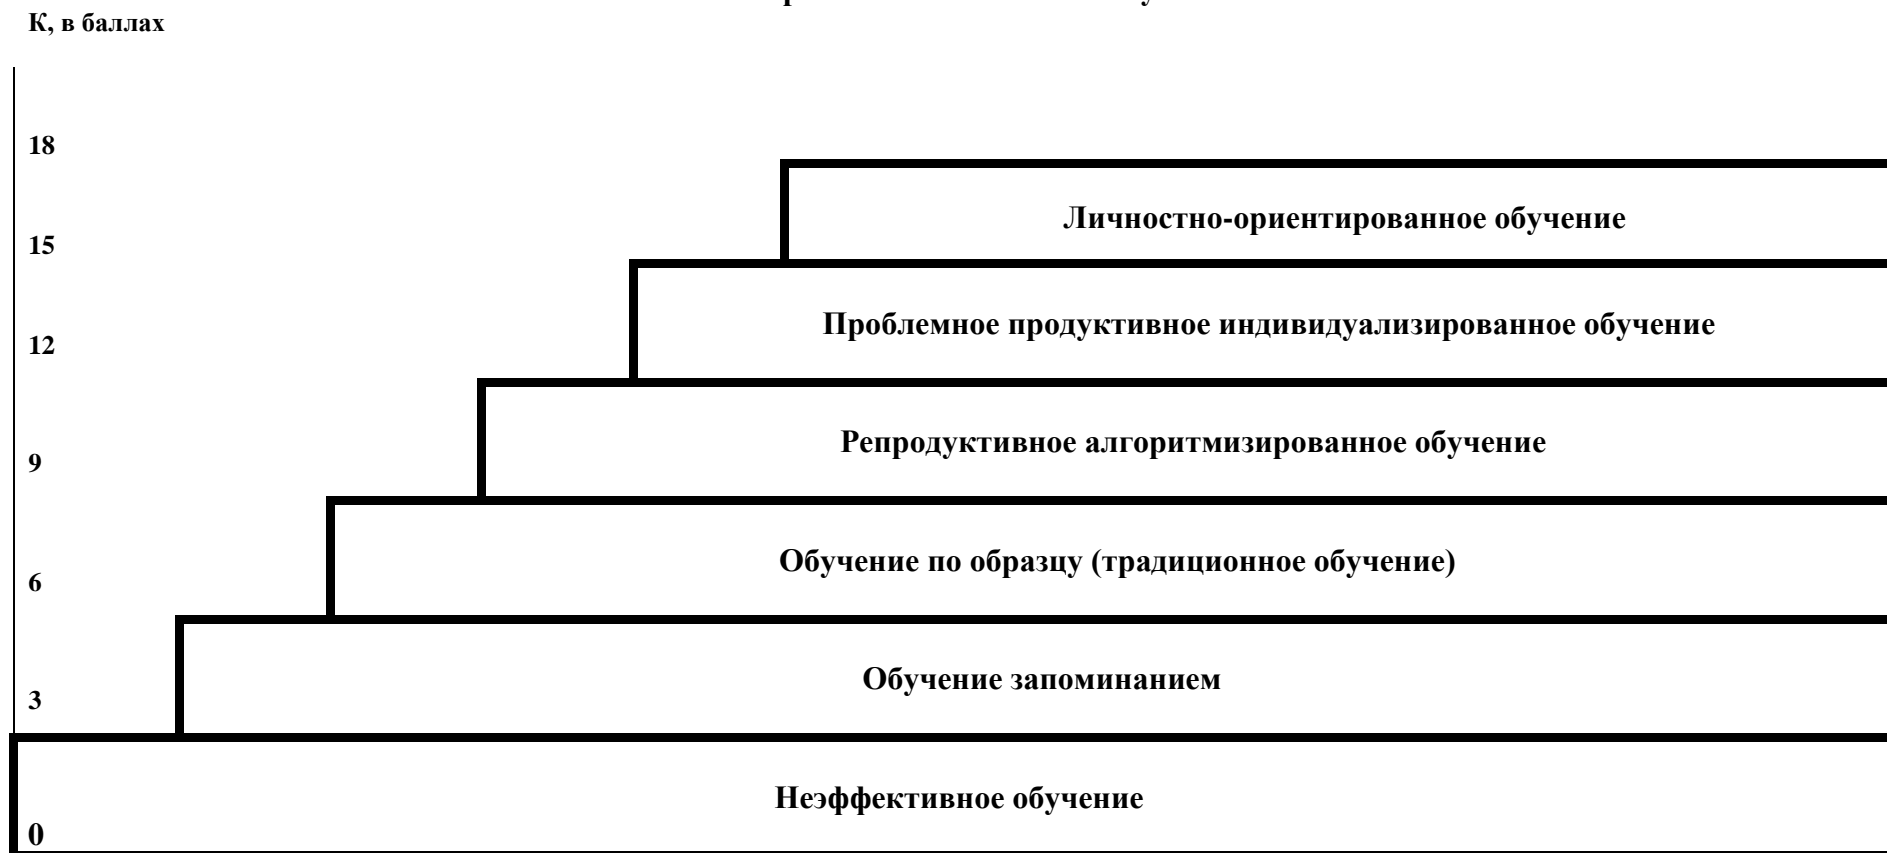 К, в баллах
18
Личностно-ориентированное обучение
15
Проблемное продуктивное индивидуализированное обучение
12
Репродуктивное алгоритмизированное обучение
9
Обучение по образцу (традиционное обучение)
6
Обучение запоминанием
3
Неэффективное обучение
0